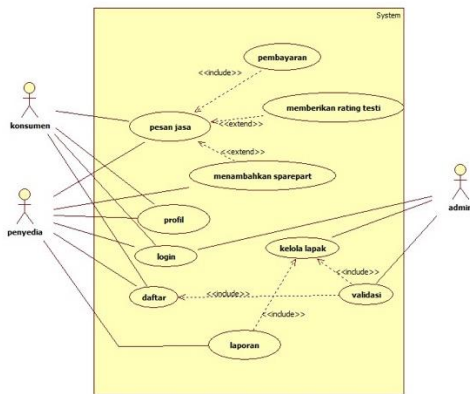 System
pembayaran
<<include>>
memberikan rating testi
konsumen
pesan jasa
<<extend>>
<<extend>>
menambahkan sparepart
admin
profil
penyedia
login
kelola lapak
<<include>>
daftar
<<include>>
validasi
<<include>>
laporan